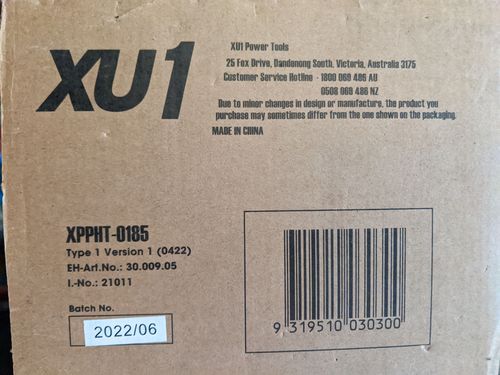 XU1
XU1 Power Tools
25 Fox Drive, Dandenong South, Victoria, Australia 3175
Customer Service Hotline - 1800 069 486 AU
0508 069 486 NZ
Due to minor changes in design or manufacture, the product you
purchase may sometimes differ from the one shown on the packaging.
MADE IN CHINA
XPPHT-0185
Type 1 Version 1 (0422)
EH-Art.No.: 30.009.05
I.-No.: 21011
Batch No.
2022/06
9 319510 030300